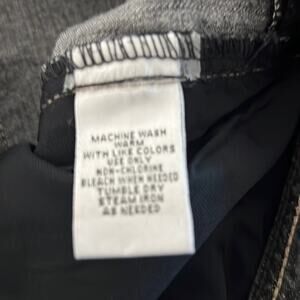 MACHINE WASH
WARM
WITH LIKE COLORS
USE ONLY
NON-CHLORINE
BLEACH WHEN NEEDED
TUMBLE DRY
STEAM IRON
AS NEEDED